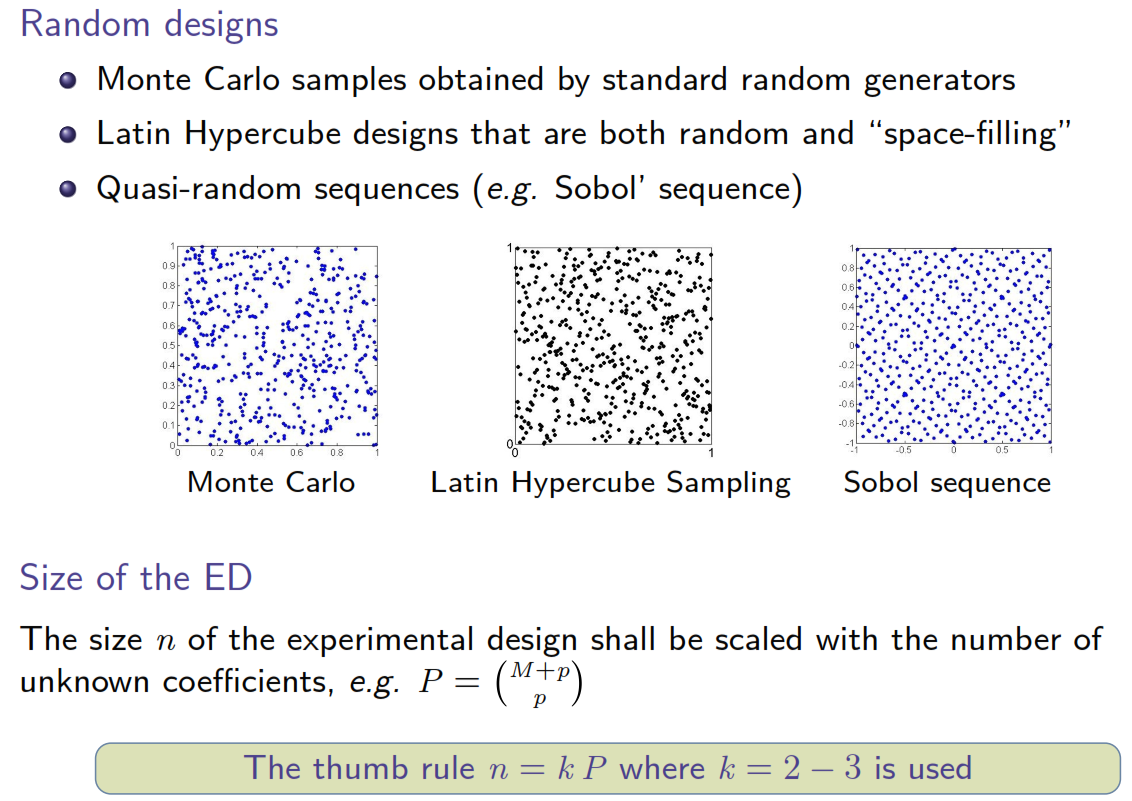 Random designs
Monte Carlo samples obtained by standard random generators
Latin Hypercube designs that are both random and “space-filling”
Quasi-random sequences (e.g. Sobol’ sequence)
1
0.9
0.8
0.7
0.6
0.5
0.4
0.3
0.2
0.1
0
0 0.2 0.4 0.6 0.8 1
Monte Carlo
1
0
0 1
Latin Hypercube Sampling
1
0.8
0.6
0.4
0.2
0
-0.2
-0.4
-0.6
-0.8
-1
-1 -0.5 0 0.5 1
Sobol sequence
Size of the ED
The size n of the experimental design shall be scaled with the number of
unknown coefficients, e.g. P = (M+p p)
The thumb rule n = k P where k = 2 − 3 is used